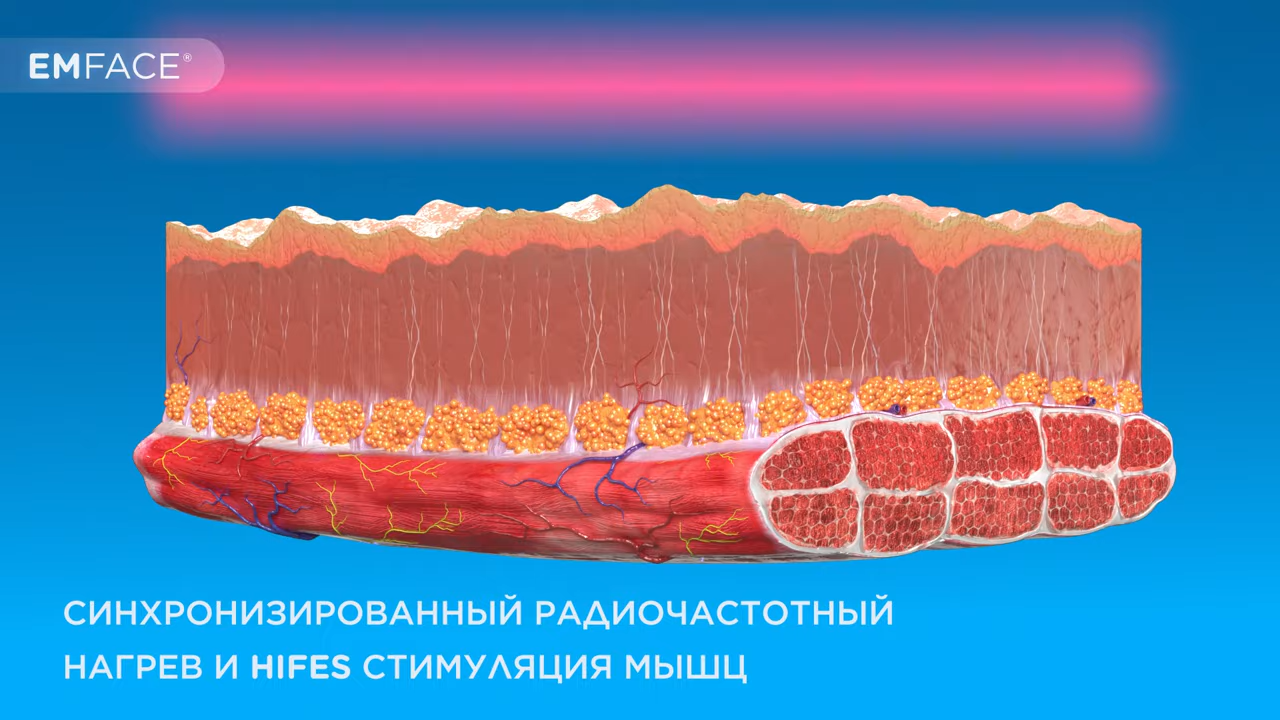 EMFACE®
СИНХРОНИЗИРОВАННЫЙ РАДИОЧАСТОТНЫЙ
НАГРЕВ И HIFES СТИМУЛЯЦИЯ МЫШЦ